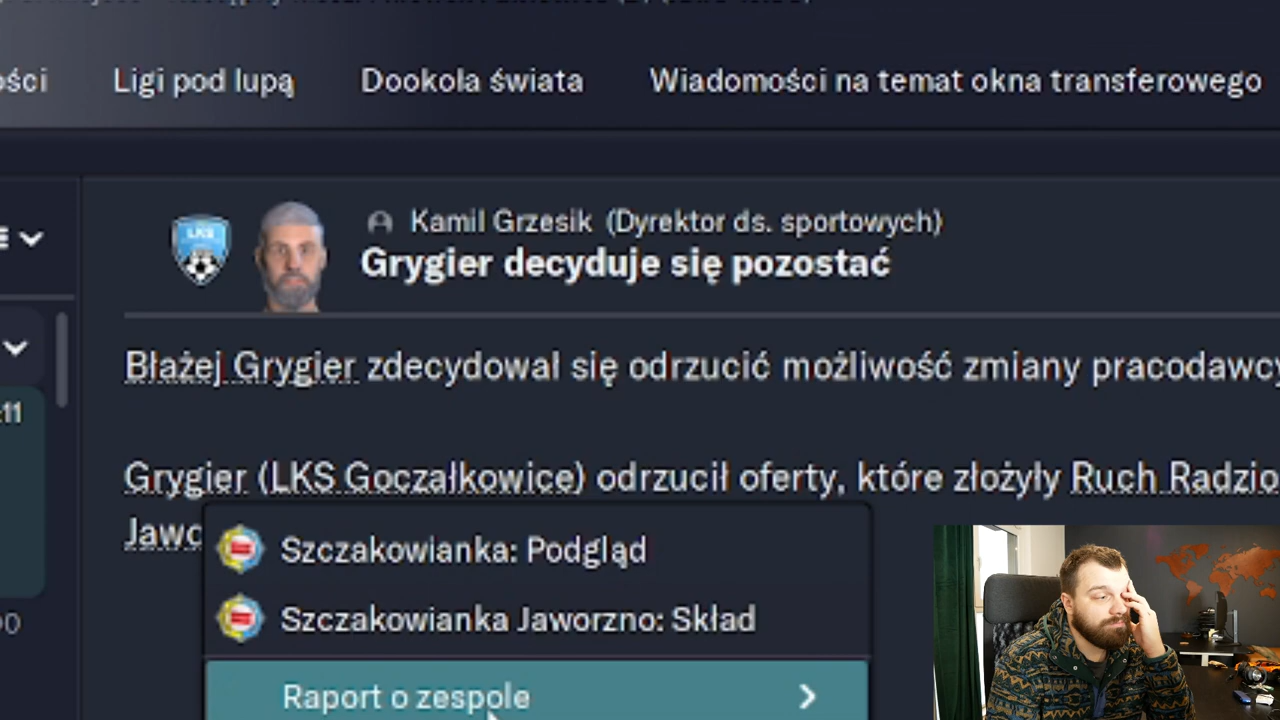 Ligi pod lupą Dookoła świata Wiadomości na temat okna transferowego
Kamil Grzesik (Dyrektor ds. sportowych)
LKS
Grygier decyduje się pozostać
Błażej Grygier zdecydował się odrzucić możliwość zmiany pracodawcy
Grygier (LKS Goczałkowice) odrzucił oferty, które złożyły Ruch Radzio
Jawo
Szczakowianka: Podgląd
Szczakowianka Jaworzno: Skład
Raport o zespole